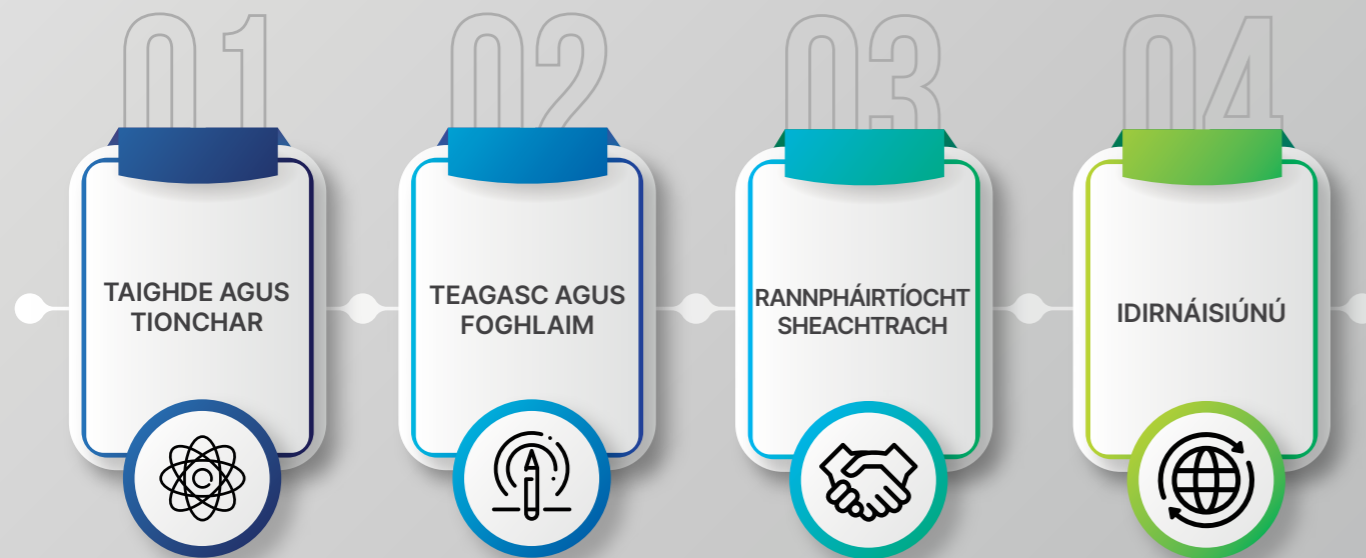 01
TAIGHDE AGUS
TIONCHAR
02
TEAGASC AGUS
FOGHLAIM
03
RANNPHÁIRTÍOCHT
SHEACHTRACH
04
IDIRNÁISIÚNÚ